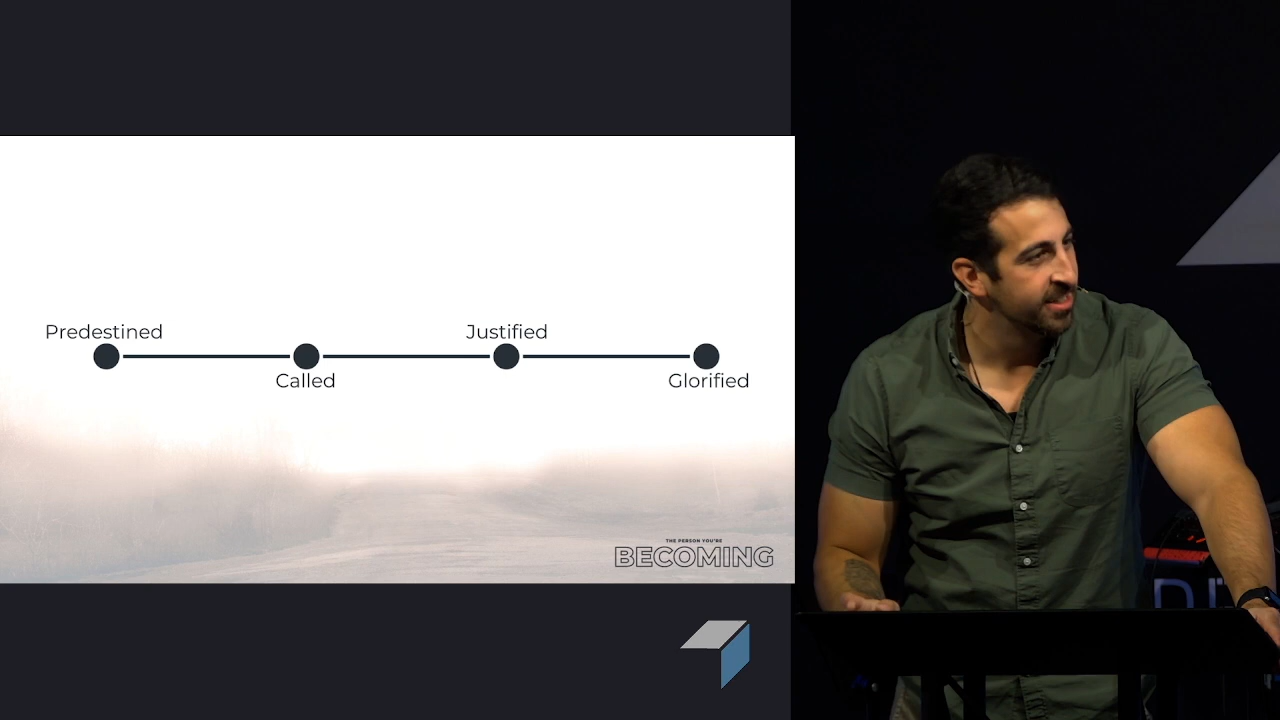 Predestined
Justified
Called
Glorified
THE PERSON YOU'RE
BECOMING